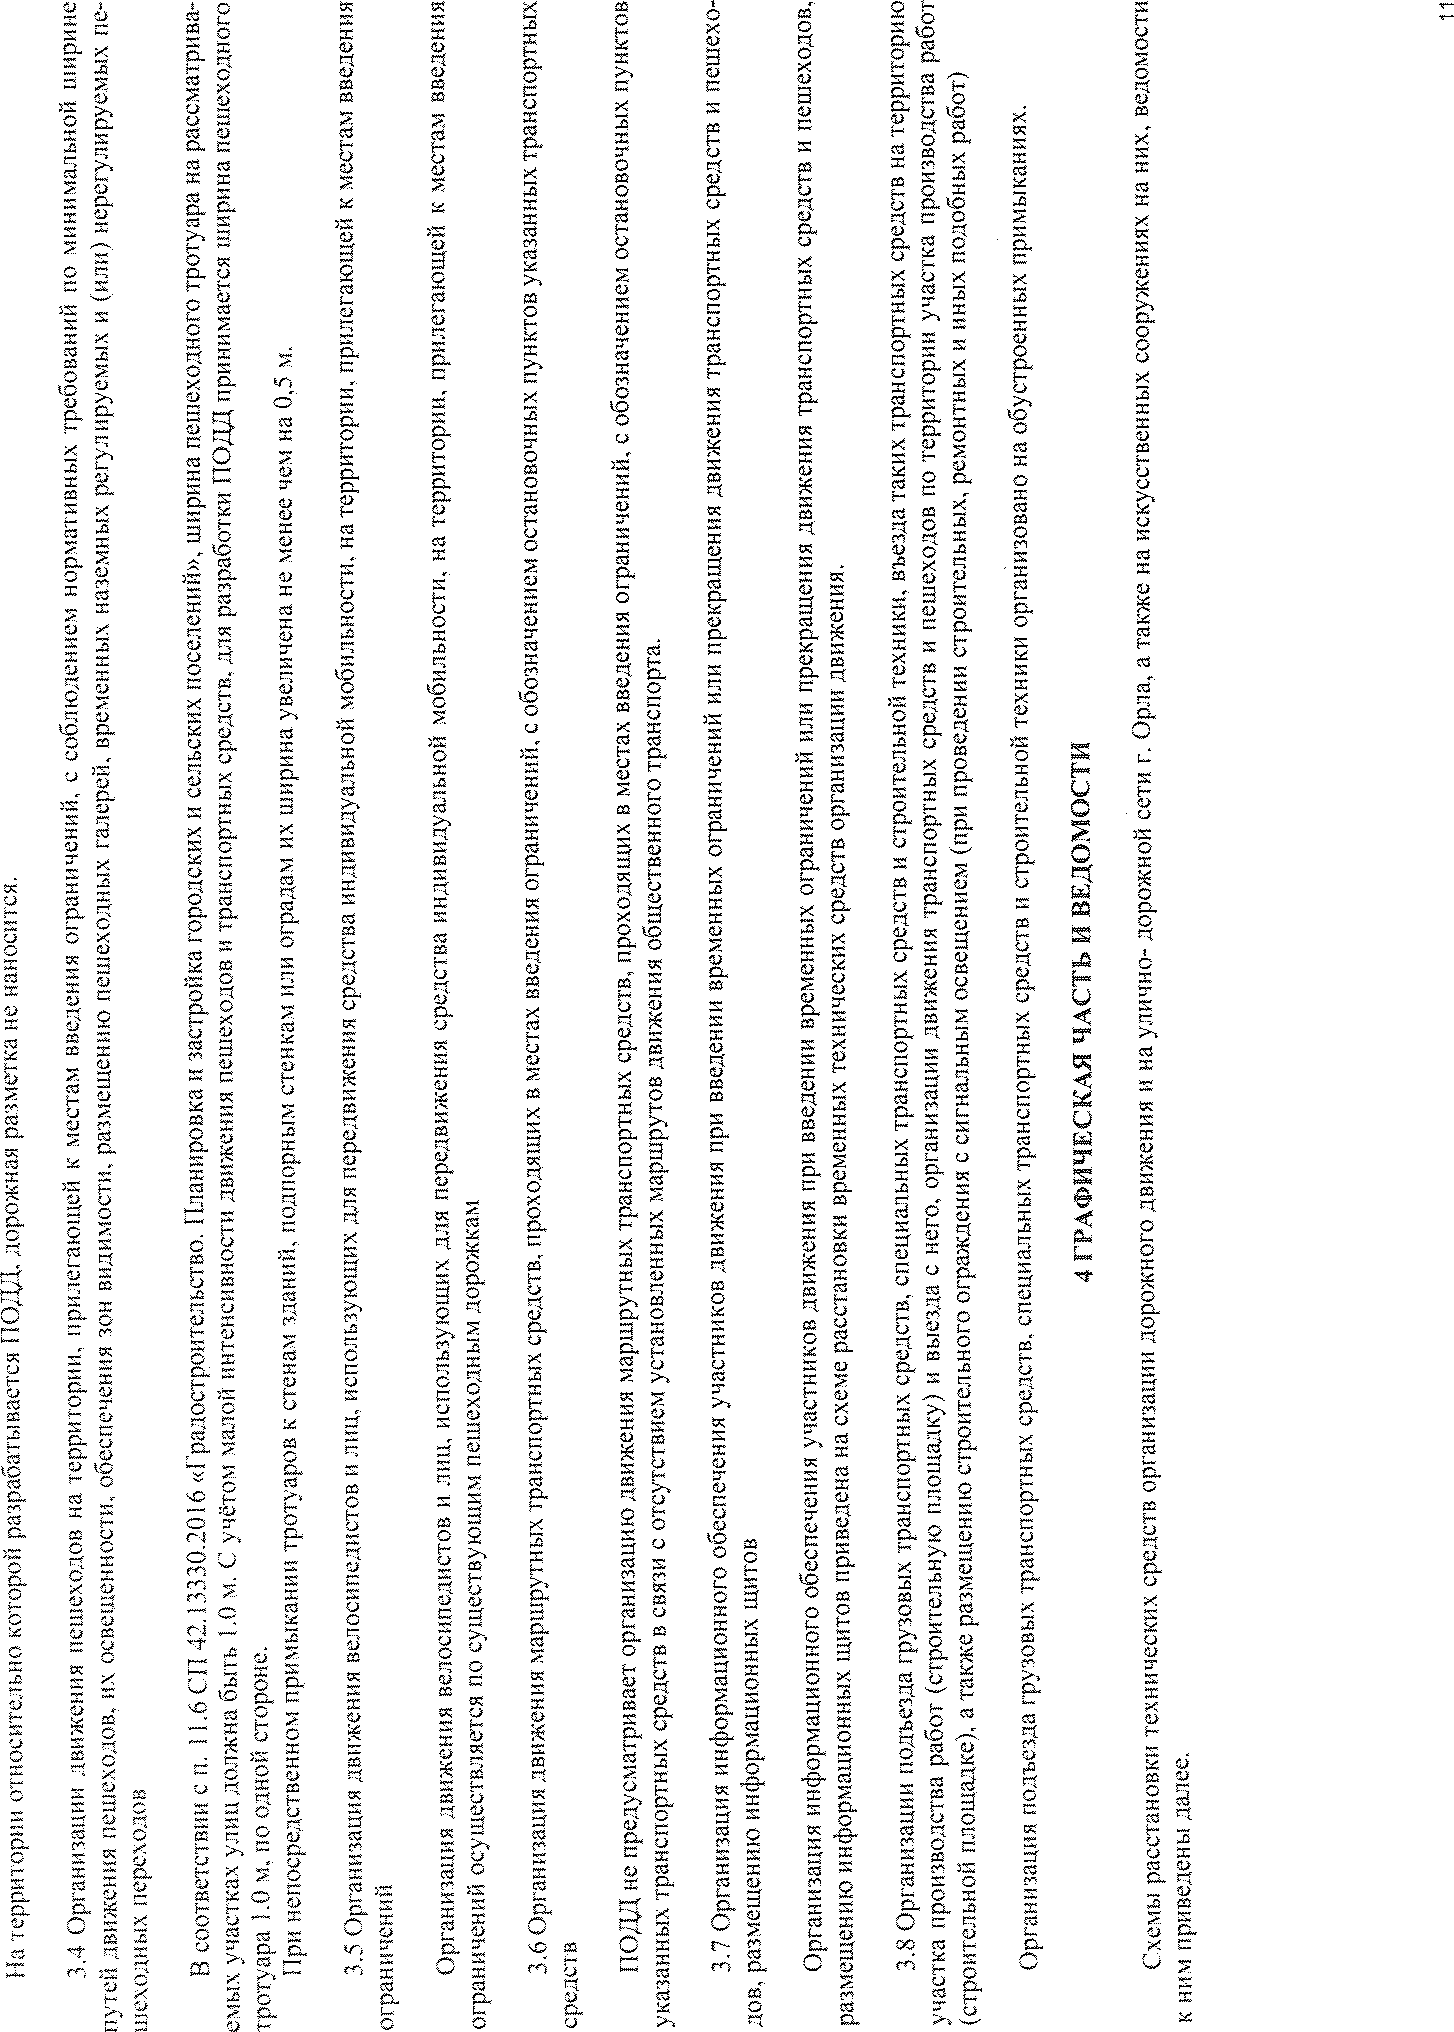 На территории относительно которой разрабатывается ПОДД, дорожная разметка не наносится.
3.4 Организации движения пешеходов на территории, прилегающей к местам введения ограничений, с соблюдением нормативных требований по минимальной ширине
путей движения пешеходов, их освещенности, обеспечения зон видимости, размещению пешеходных галерей, временных наземных регулируемых и (или) нерегулируемых пе-
шеходных переходов
В соответствии с п. 11.6 СП 42.13330.2016 «Градостроительство. Планировка и застройка городских и сельских поселений», ширина пешеходного тротуара на рассматрива-
емых участках улиц должна быть 1.0 м. С учётом малой интенсивности движения пешеходов и транспортных средств, для разработки ПОДД принимается ширина пешеходного
тротуара 1.0 м, по одной стороне.
При непосредственном примыкании тротуаров к стенам зданий, подпорным стенкам или оградам их ширина увеличена не менее чем на 0,5 м.
3.5 Организация движения велосипедистов и лиц, использующих для передвижения средства индивидуальной мобильности, на территории, прилегающей к местам введения
ограничений
Организация движения велосипедистов и лиц, использующих для передвижения средства индивидуальной мобильности, на территории, прилегающей к местам введения
ограничений осуществляется по существующим пешеходным дорожкам
3.6 Организация движения маршрутных транспортных средств, проходящих в местах введения ограничений, с обозначением остановочных пунктов указанных транспортных
средств
ПОДД не предусматривает организацию движения маршрутных транспортных средств, проходящих в местах введения ограничений, с обозначением остановочных пунктов
указанных транспортных средств в связи с отсутствием установленных маршрутов движения общественного транспорта.
3.7 Организация информационного обеспечения участников движения при введении временных ограничений или прекращения движения транспортных средств и пешехо-
дов, размещению информационных щитов
Организация информационного обеспечения участников движения при введении временных ограничений или прекращения движения транспортных средств и пешеходов,
размещению информационных щитов приведена на схеме расстановки временных технических средств организации движения.
3.8 Организации подъезда грузовых транспортных средств, специальных транспортных средств и строительной техники, въезда таких транспортных средств на территорию
участка производства работ (строительную площадку) и выезда с него, организации движения транспортных средств и пешеходов по территории участка производства работ
(строительной площадке), а также размещению строительного ограждения с сигнальным освещением (при проведении строительных, ремонтных и иных подобных работ)
Организация подъезда грузовых транспортных средств, специальных транспортных средств и строительной техники организовано на обустроенных примыканиях.
4 ГРАФИЧЕСКАЯ ЧАСТЬ И ВЕДОМОСТИ
Схемы расстановки технических средств организации дорожного движения и на улично- дорожной сети г. Орла, а также на искусственных сооружениях на них, ведомости
к ним приведены далее.
11